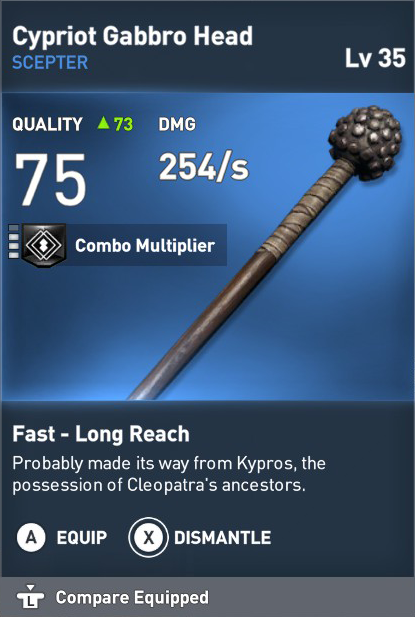 Cypriot Gabbro Head
SCEPTER
Lv 35
QUALITY ▲73 DMG
75 254/s
Combo Multiplier
Fast - Long Reach
Probably made its way from Kypros, the
possession of Cleopatra's ancestors.
A EQUIP X DISMANTLE
L Compare Equipped